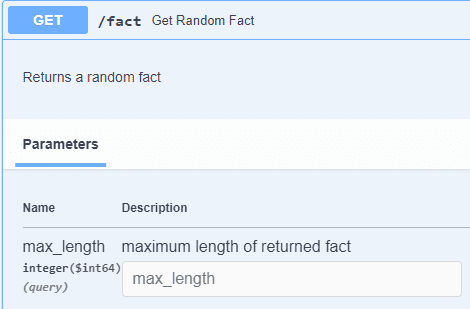 GET /fact Get Random Fact
Returns a random fact
Parameters
Name Description
max_length maximum length of returned fact
integer($int64)
(query)
max_length